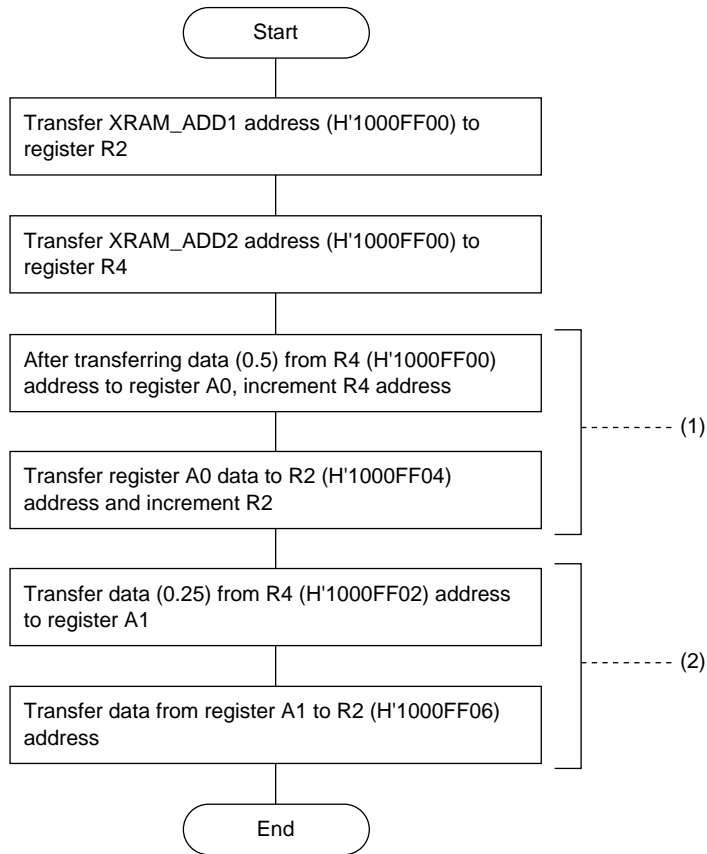 Start
Transfer XRAM_ADD1 address (H'1000FF00) to
register R2
Transfer XRAM_ADD2 address (H'1000FF00) to
register R4
After transferring data (0.5) from R4 (H'1000FF00)
address to register A0, increment R4 address
(1)
Transfer register A0 data to R2 (H'1000FF04)
address and increment R2
Transfer data (0.25) from R4 (H'1000FF02) address
to register A1
(2)
Transfer data from register A1 to R2 (H'1000FF06)
address
End